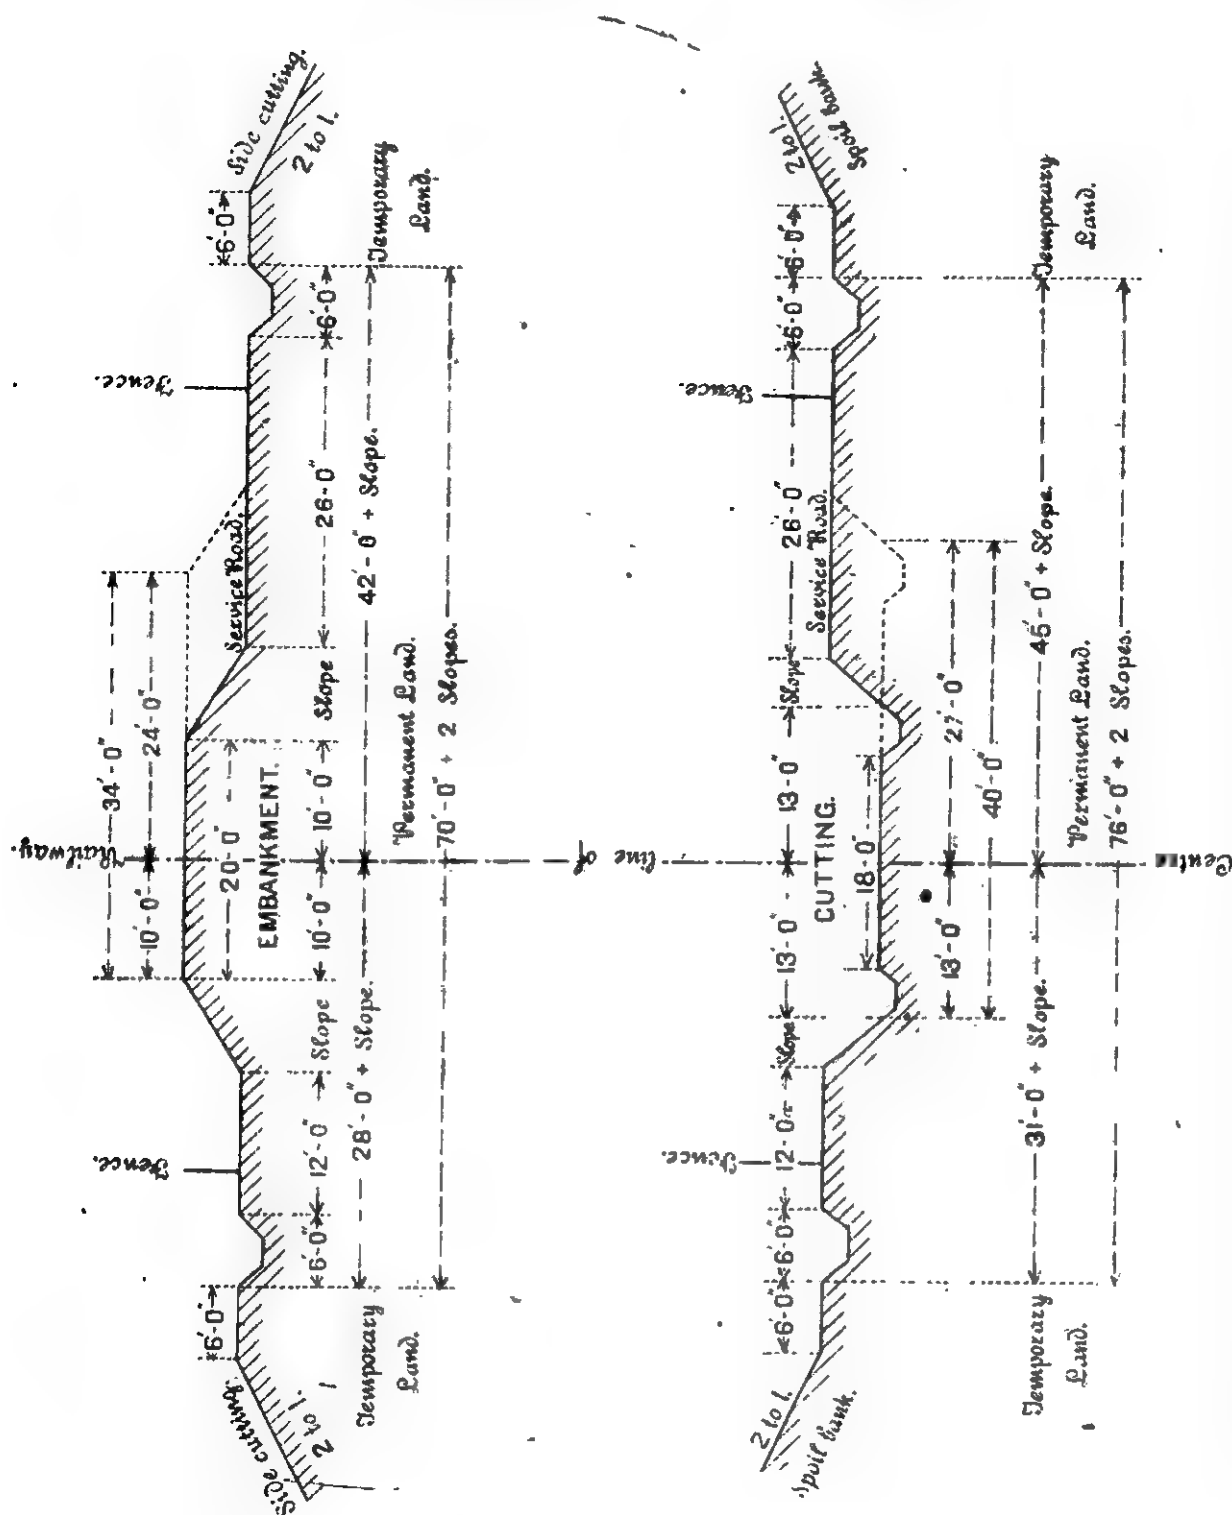 Side cutting.
2 to 1.
6'-0"
Temporary
Land.
6'-0"
Fence.
26'-0"
42'-0" + Slope.
Service Road.
34'-0"
24'-0"
Slope
Permanent Land.
70'-0" + 2 Slopes.
20'-0"
10'-0"
EMBANKMENT.
10'-0"
10'-0"
Slope
28'-0" + Slope.
Fence.
12'-0"
6'-0"
6'-0"
Temporary
Land.
Side cutting.
2 to 1.
Centre line of Railway.
Spoil bank.
2 to 1.
6'-0"
Temporary
Land.
6'-0"
Fence.
26'-0"
Service Road.
45'-0" + Slope.
Slope
27'-0"
40'-0"
Permanent Land.
76'-0" + 2 Slopes.
13'-0"
CUTTING.
18'-0"
13'-0"
13'-0"
Slope
31'-0" + Slope.
Fence.
12'-0"
6'-0"
6'-0"
Temporary
Land.
2 to 1.
Spoil bank.